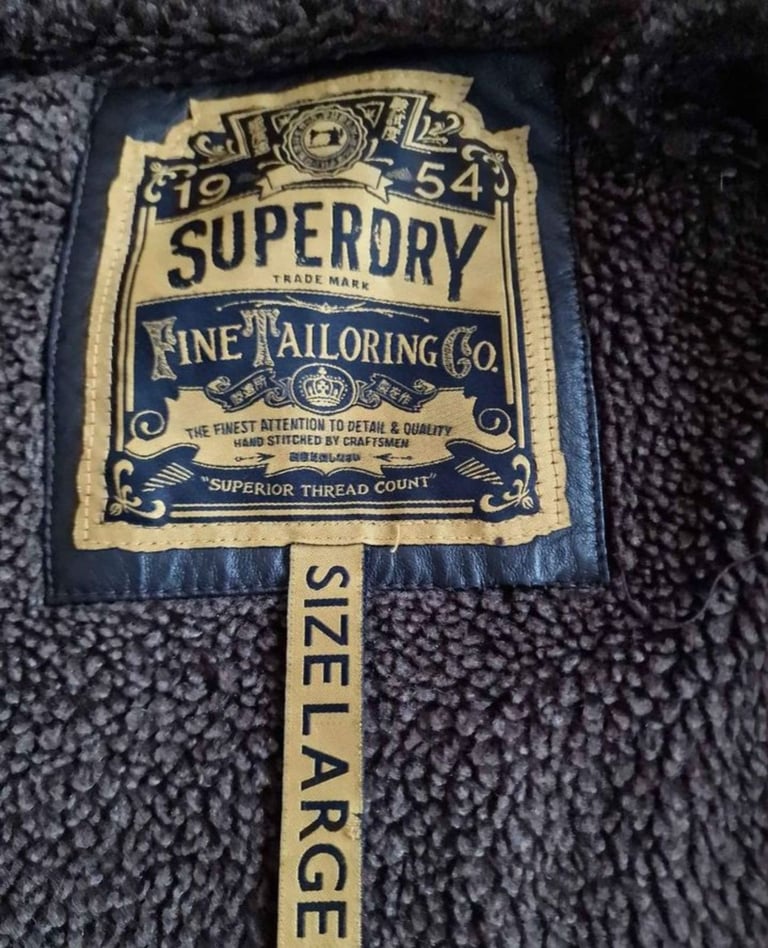 19 54
SUPERDRY
TRADE MARK
FINE TAILORING CO.
THE FINEST ATTENTION TO DETAIL & QUALITY
HAND STITCHED BY CRAFTSMEN
"SUPERIOR THREAD COUNT"
SIZE LARGE